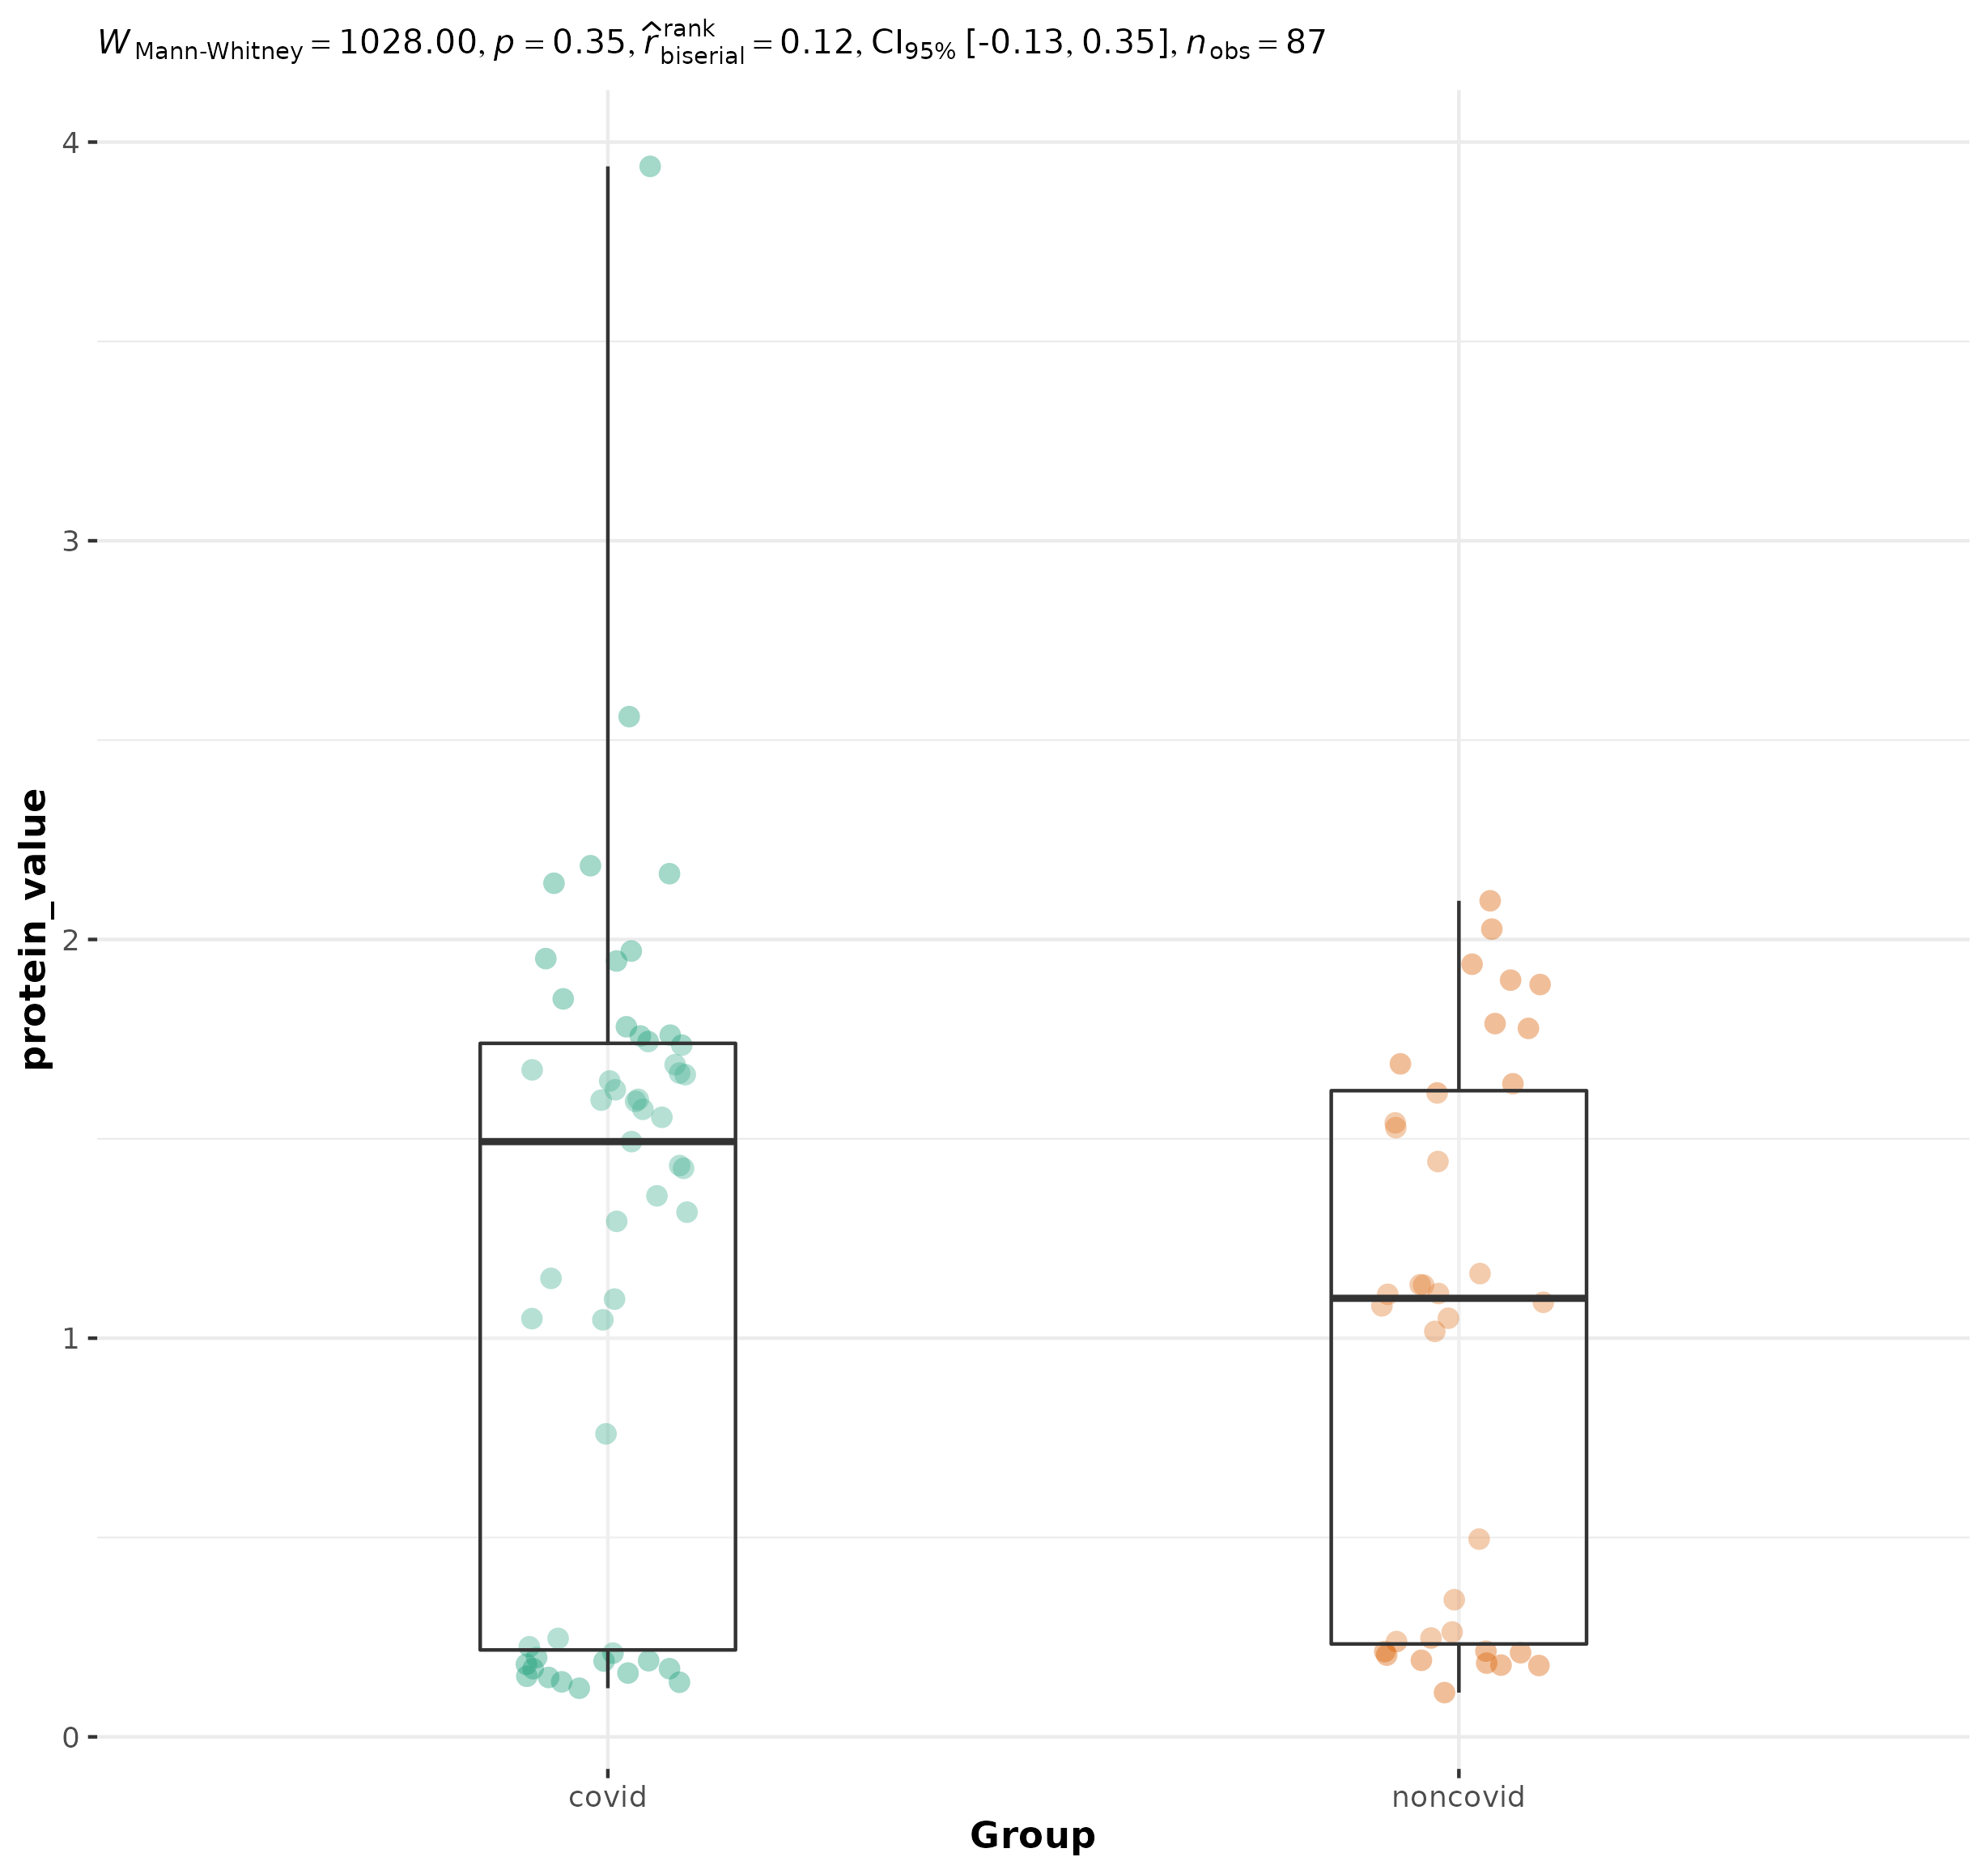 W Mann-Whitney = 1028.00, p = 0.35, r̂ rank biserial = 0.12, CI95% [-0.13, 0.35], n obs = 87
4
3
2
1
0
protein_value
covid noncovid
Group